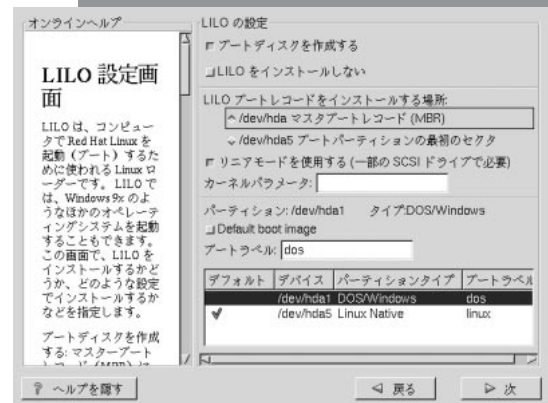 オンラインヘルプ
LILO 設定画
面
LILO は、コンピュー
タで Red Hat Linux を
起動（ブート）するた
めに使われる Linux ロ
ーダーです。 LILO で
は、Windows 9x のよ
うなほかのオペレーテ
ィングシステムを起動
することもできます。
この画面で、LILO を
インストールするかど
うか、どのような設定
でインストールするか
などを指定します。
ブートディスクを作成
する: マスターブート
LILO の設定
ブートディスクを作成する
LILO をインストールしない
LILO ブートレコードをインストールする場所:
/dev/hda マスタブートレコード (MBR)
/dev/hda5 ブートパーティションの最初のセクタ
リニアモードを使用する (一部の SCSI ドライブで必要)
カーネルパラメータ:
パーティション: /dev/hda1 タイプ:DOS/Windows
Default boot image
ブートラベル: dos
デフォルト デバイス パーティションタイプ ブートラベル
/dev/hda1 DOS/Windows dos
/dev/hda5 Linux Native linux
? ヘルプを隠す
戻る
次